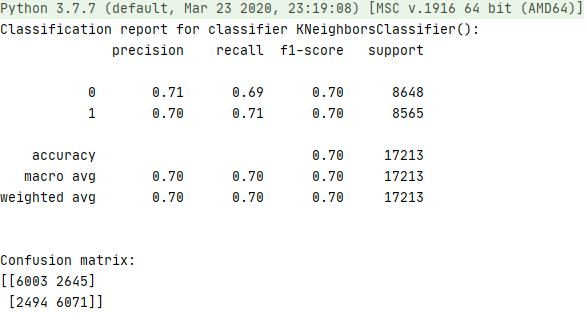 Python 3.7.7 (default, Mar 23 2020, 23:19:08) [MSC v.1916 64 bit (AMD64)]
Classification report for classifier KNeighborsClassifier():
              precision    recall  f1-score   support

           0       0.71      0.69      0.70      8648
           1       0.70      0.71      0.70      8565

    accuracy                           0.70     17213
   macro avg       0.70      0.70      0.70     17213
weighted avg       0.70      0.70      0.70     17213


Confusion matrix:
[[6003 2645]
 [2494 6071]]